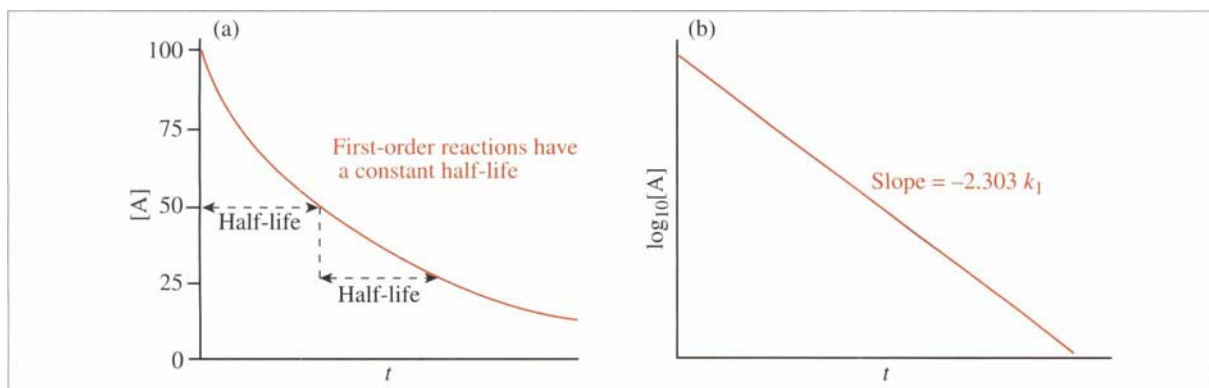 (a)
100
75
50
25
0
[A]
First-order reactions have
a constant half-life
Half-life
Half-life
t
(b)
log10[A]
Slope = –2.303 k1
t